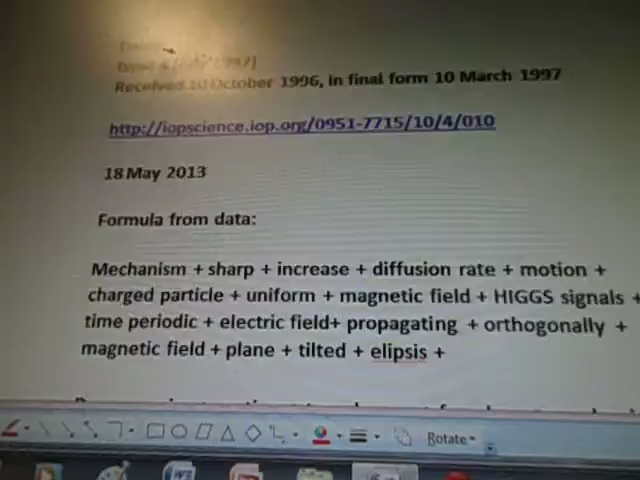 Received 10 October 1996, in final form 10 March 1997
http://iopscience.iop.org/0951-7715/10/4/010
18 May 2013
Formula from data:
Mechanism + sharp + increase + diffusion rate + motion +
charged particle + uniform + magnetic field + HIGGS signals +
time periodic + electric field+ propagating + orthogonally +
magnetic field + plane + tilted + elipsis +
Rotate